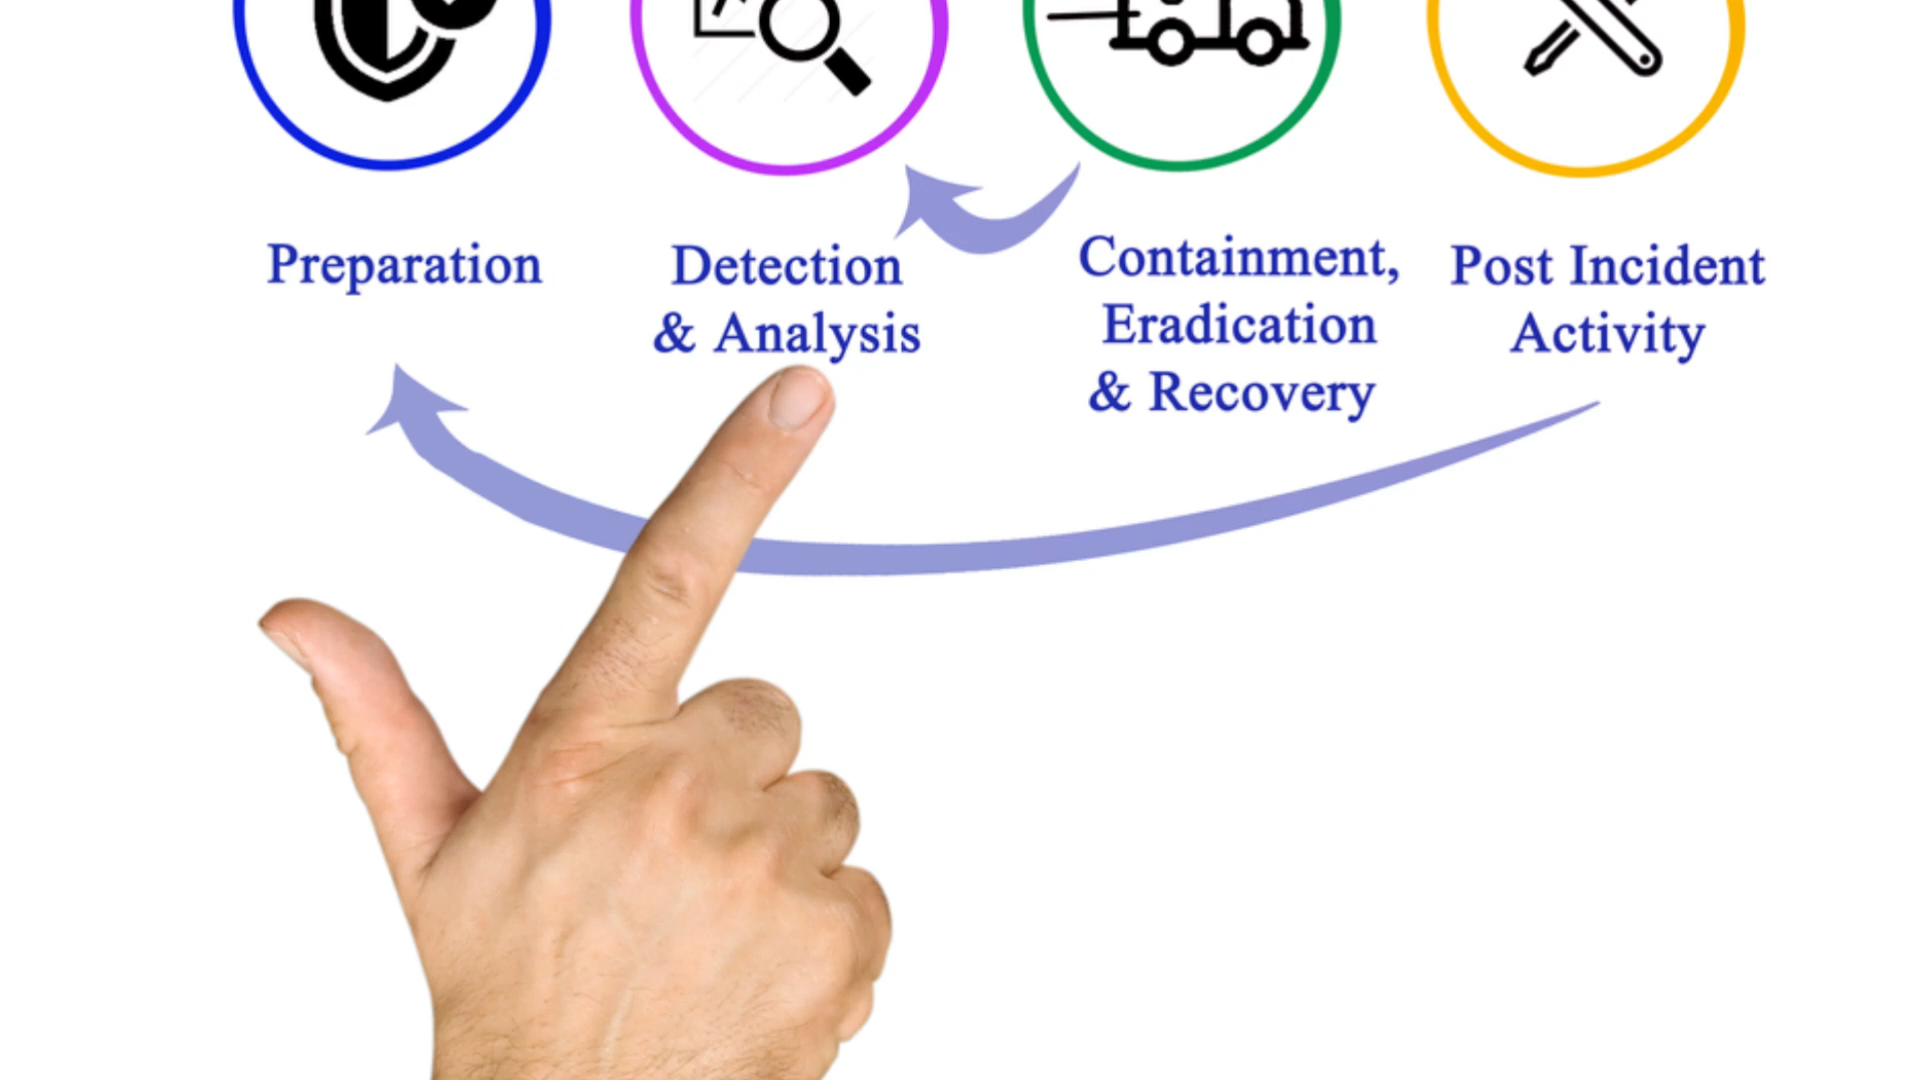 Preparation
Detection
& Analysis
Containment,
Eradication
& Recovery
Post Incident
Activity